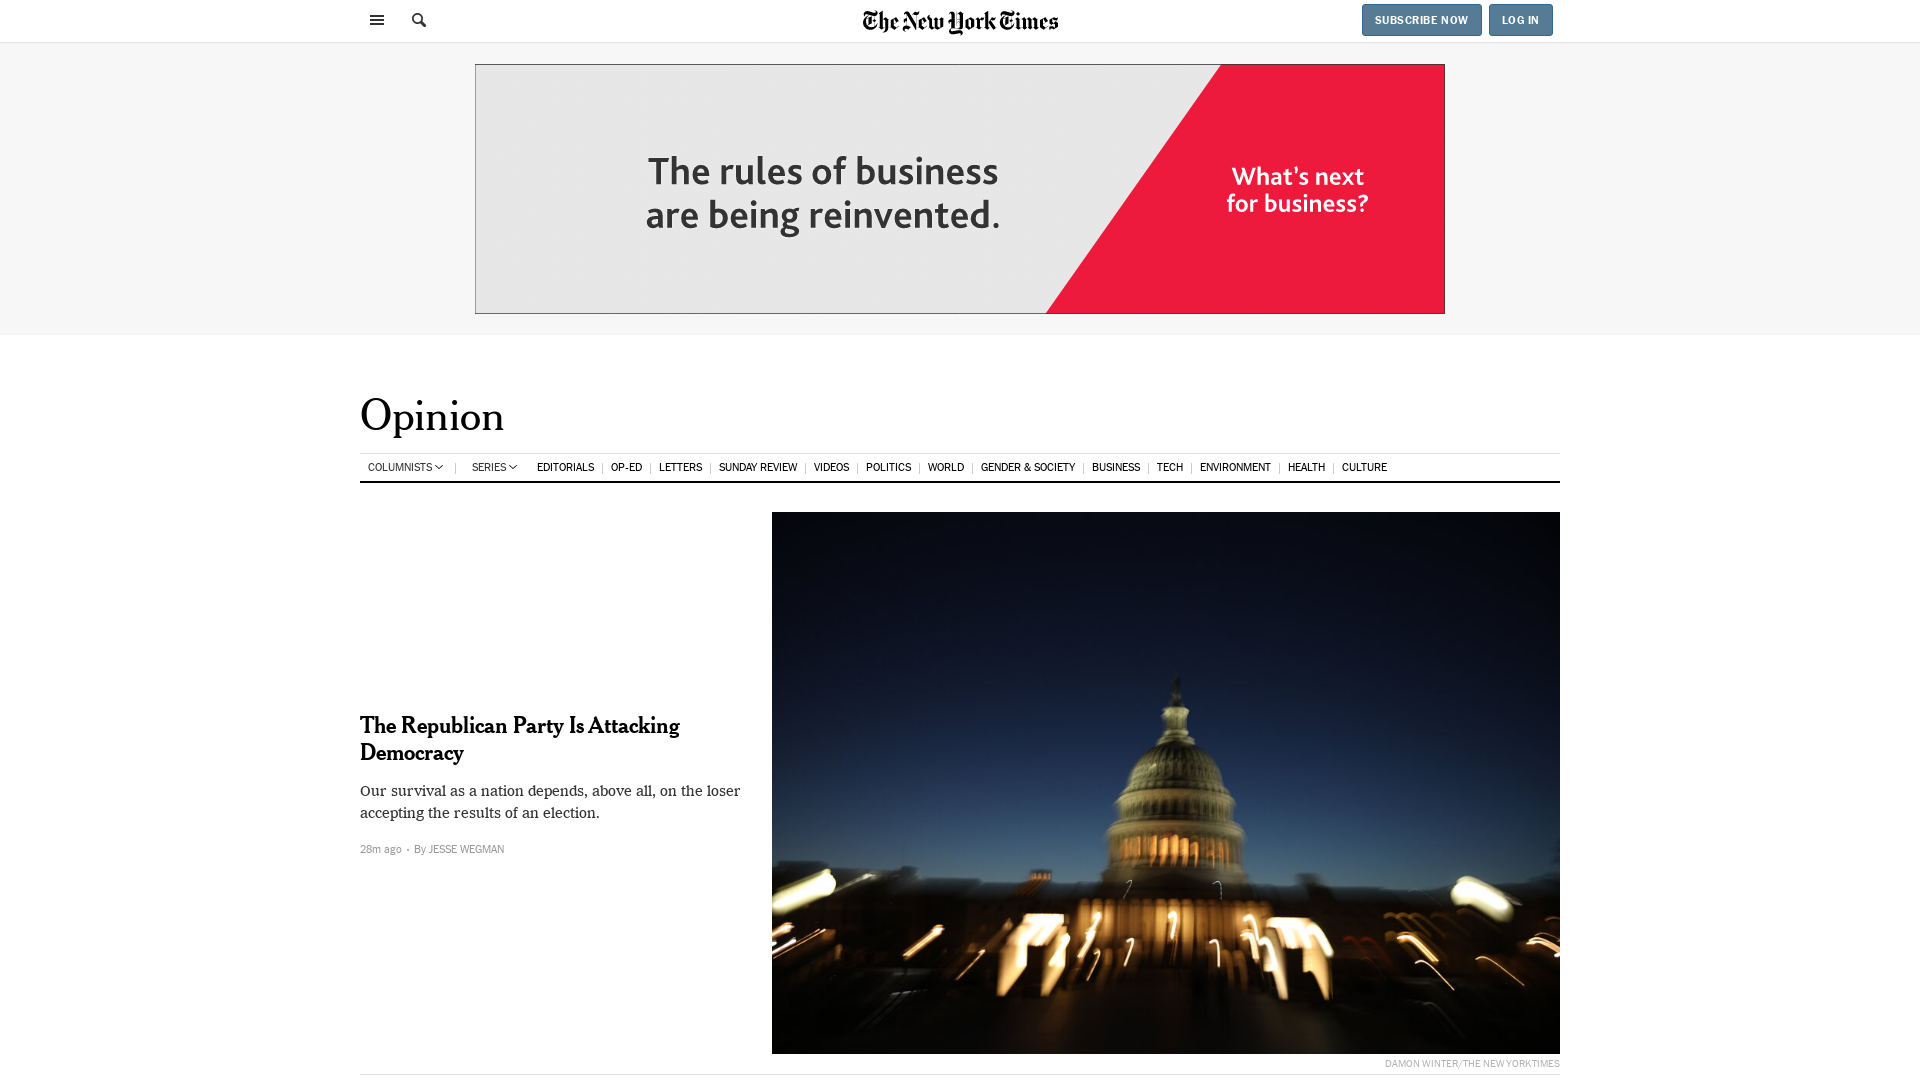 The New York Times
SUBSCRIBE NOW
LOG IN
The rules of business
are being reinvented.
What's next
for business?
Opinion
COLUMNISTS
SERIES
EDITORIALS
OP-ED
LETTERS
SUNDAY REVIEW
VIDEOS
POLITICS
WORLD
GENDER & SOCIETY
BUSINESS
TECH
ENVIRONMENT
HEALTH
CULTURE
The Republican Party Is Attacking
Democracy
Our survival as a nation depends, above all, on the loser
accepting the results of an election.
28m ago • By JESSE WEGMAN
DAMON WINTER/THE NEW YORK TIMES